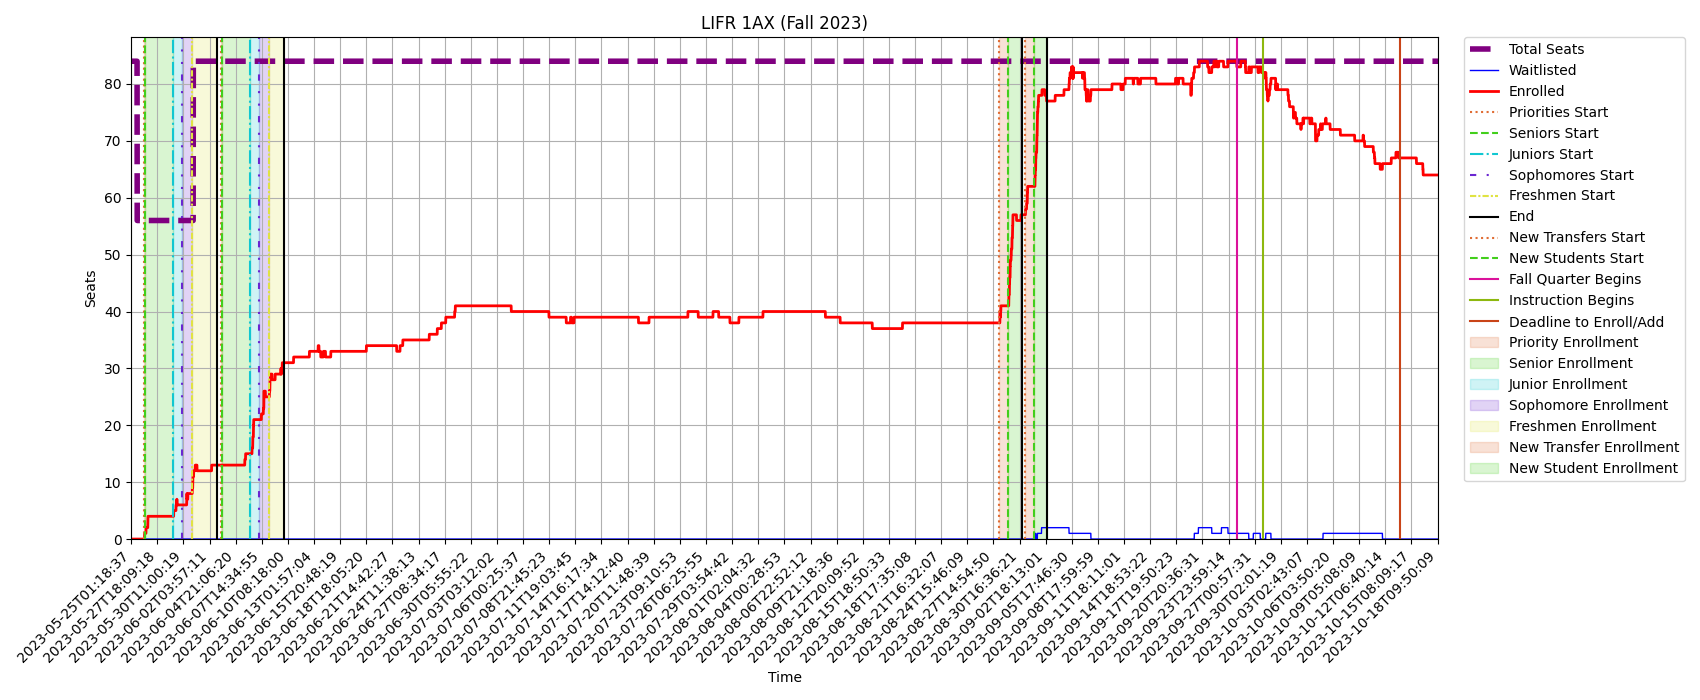 LIFR 1AX (Fall 2023)
Seats
80
70
60
50
40
30
20
10
0
2023-05-25T01:18:37
2023-05-27T18:09:18
2023-05-30T11:00:19
2023-06-02T03:57:11
2023-06-04T21:06:20
2023-06-07T14:34:55
2023-06-10T08:18:00
2023-06-13T01:57:04
2023-06-15T20:48:19
2023-06-18T18:05:20
2023-06-21T14:42:27
2023-06-24T11:38:13
2023-06-27T08:34:17
2023-06-30T05:55:22
2023-07-03T03:12:02
2023-07-06T00:25:37
2023-07-08T21:45:23
2023-07-11T19:03:45
2023-07-14T16:17:34
2023-07-17T14:12:40
2023-07-20T11:48:39
2023-07-23T09:10:53
2023-07-26T06:25:55
2023-07-29T03:54:42
2023-08-01T02:04:32
2023-08-04T00:28:53
2023-08-06T22:52:12
2023-08-09T21:18:36
2023-08-12T20:09:52
2023-08-15T18:50:33
2023-08-18T17:35:08
2023-08-21T16:32:07
2023-08-24T15:46:09
2023-08-27T14:54:50
2023-08-30T16:36:21
2023-09-02T18:13:01
2023-09-05T17:46:30
2023-09-08T17:59:59
2023-09-11T18:11:01
2023-09-14T18:53:22
2023-09-17T19:50:23
2023-09-20T20:36:31
2023-09-23T23:59:14
2023-09-27T00:57:31
2023-09-30T02:01:19
2023-10-03T02:43:07
2023-10-06T03:50:20
2023-10-09T05:08:09
2023-10-12T06:40:14
2023-10-15T08:09:17
2023-10-18T09:50:09
Time
Total Seats
Waitlisted
Enrolled
Priorities Start
Seniors Start
Juniors Start
Sophomores Start
Freshmen Start
End
New Transfers Start
New Students Start
Fall Quarter Begins
Instruction Begins
Deadline to Enroll/Add
Priority Enrollment
Senior Enrollment
Junior Enrollment
Sophomore Enrollment
Freshmen Enrollment
New Transfer Enrollment
New Student Enrollment